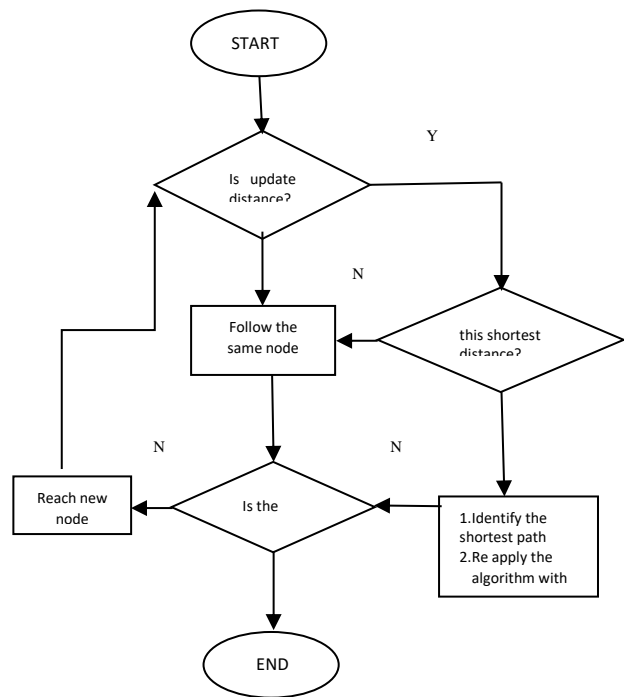 START
Y
Is update
distance?
N
Follow the
same node
this shortest
distance?
N
N
Reach new
node
Is the
1.Identify the
shortest path
2.Re apply the
algorithm with
END